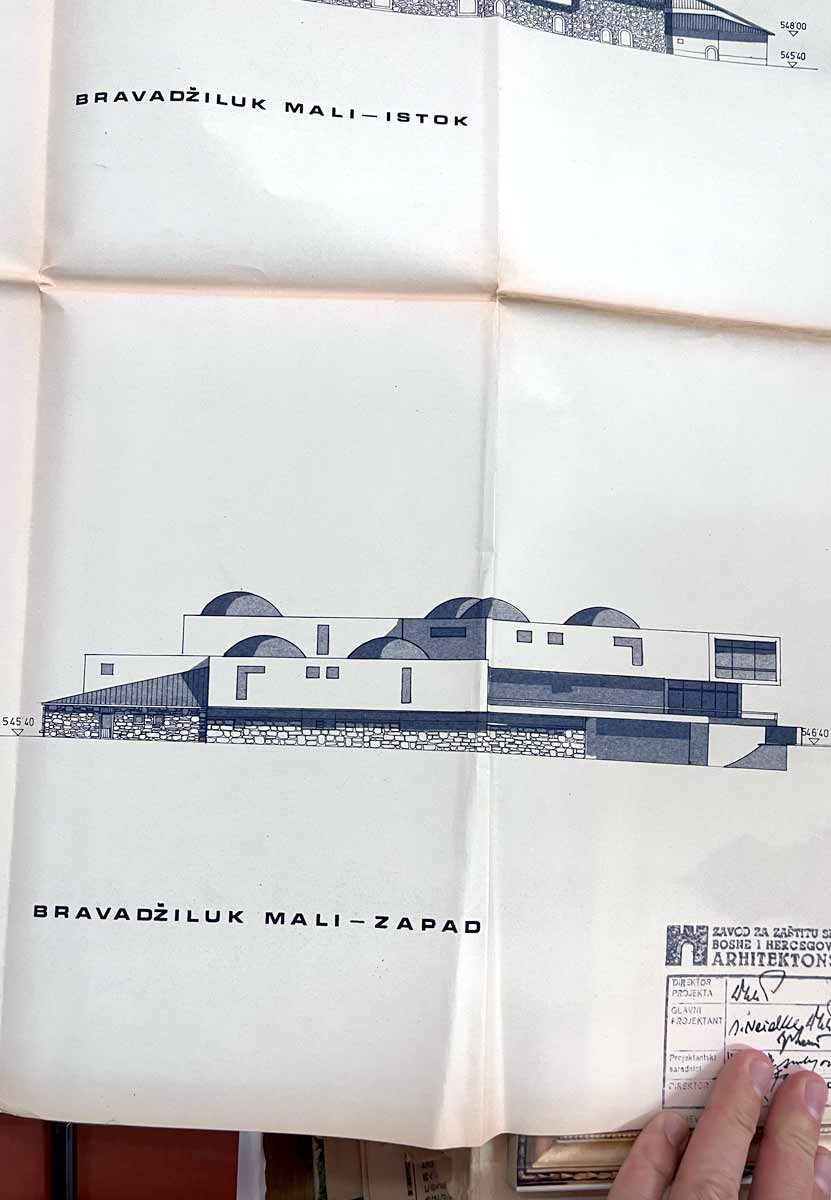 548'00
545'40
BRAVADŽILUK MALI—ISTOK
545'40
546'40
BRAVADŽILUK MALI—ZAPAD
ZAVOD ZA ZAŠTITU
BOSNE I HERCEGOV
ARHITEKTONS
DIREKTOR
PROJEKTA
GLAVNI
PROJEKTANT
Projektantski
saradnici
DIREKTOR